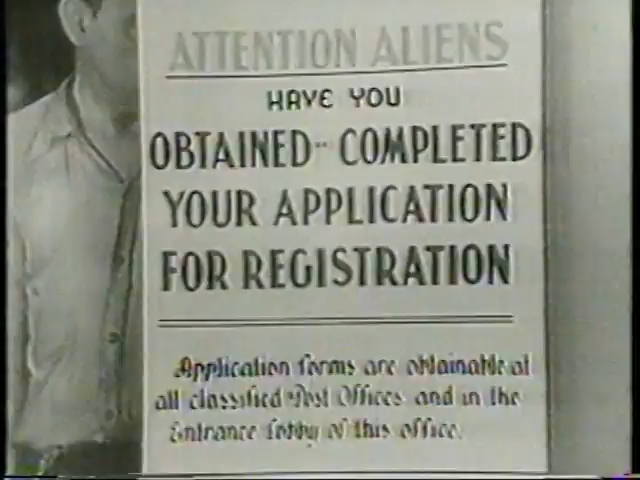 ATTENTION ALIENS
HAVE YOU
OBTAINED-- COMPLETED
YOUR APPLICATION
FOR REGISTRATION
Application forms are obtainable at
all classified Post Offices and in the
Entrance lobby of this office.